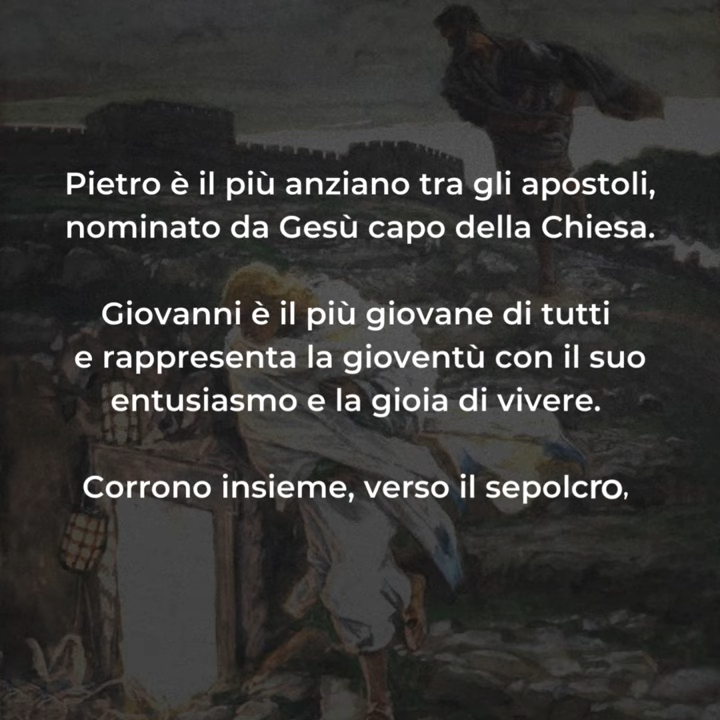 Pietro è il più anziano tra gli apostoli,
nominato da Gesù capo della Chiesa.
Giovanni è il più giovane di tutti
e rappresenta la gioventù con il suo
entusiasmo e la gioia di vivere.
Corrono insieme, verso il sepolcro,